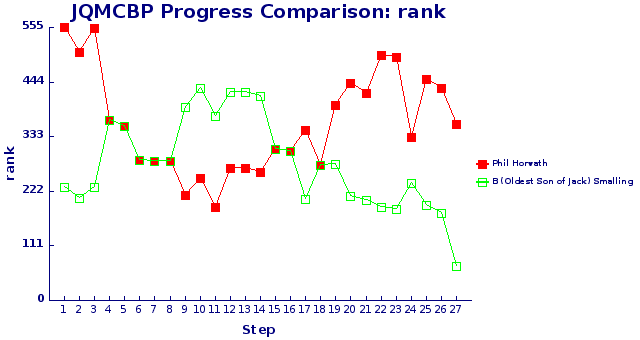 JQMCBP Progress Comparison: rank
555
444
333
222
111
0
rank
1 2 3 4 5 6 7 8 9 10 11 12 13 14 15 16 17 18 19 20 21 22 23 24 25 26 27
Step
Phil Horvath
B (Oldest Son of Jack) Smalling